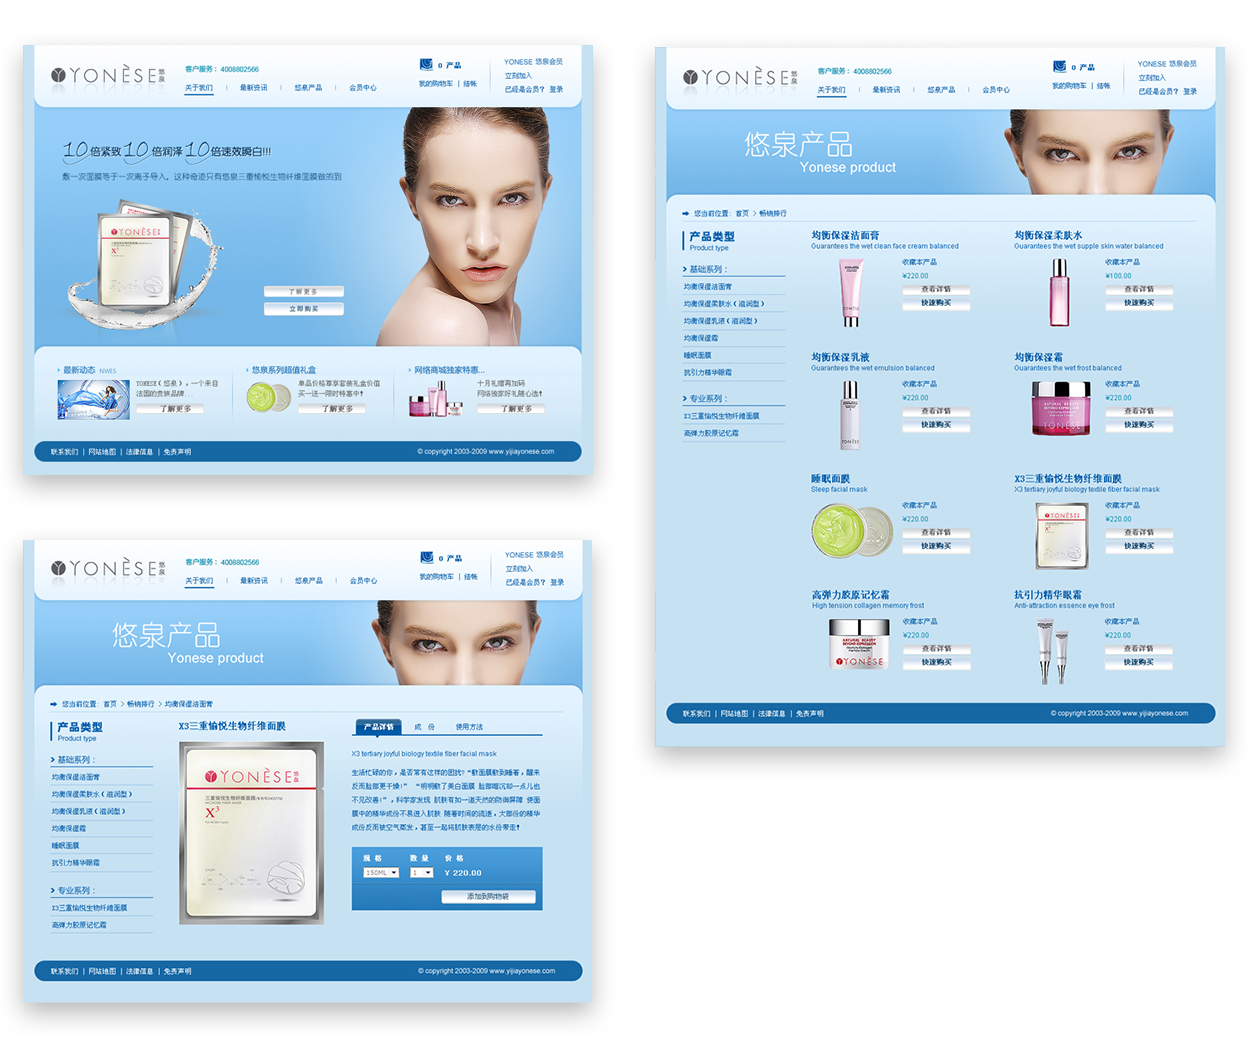 YONÈSE 悠泉
客户服务：4008802566
关于我们 | 最新资讯 | 悠泉产品 | 会员中心
0 产品
我的购物车 | 结帐
YONESE 悠泉会员
立刻加入
已经是会员？ 登录
10倍紧致10倍润泽10倍速效瞬白!!!
敷一次面膜等于一次离子导入。这种奇迹只有悠泉三重愉悦生物纤维面膜做的到
YONÈSE
X3
了解更多
立即购买
最新动态 NWES
YONESE（悠泉），一个来自
法国的贵族品牌...
了解更多
悠泉系列超值礼盒
单品价格尊享套装礼盒价值
买一送一限时特惠中！
了解更多
网络商城独家特惠...
十月礼赠再加码
网络独家好礼随心选！
了解更多
联系我们 | 网站地图 | 法律信息 | 免责声明
© copyright 2003-2009 www.yijiayonese.com
YONÈSE 悠泉
客户服务：4008802566
关于我们 | 最新资讯 | 悠泉产品 | 会员中心
0 产品
我的购物车 | 结帐
YONESE 悠泉会员
立刻加入
已经是会员？ 登录
悠泉产品
Yonese product
您当前位置：首页 > 畅销排行
产品类型
Product type
基础系列：
均衡保湿洁面膏
均衡保湿柔肤水（滋润型）
均衡保湿乳液（滋润型）
均衡保湿霜
睡眠面膜
抗引力精华眼霜
专业系列：
X3三重愉悦生物纤维面膜
高弹力胶原记忆霜
均衡保湿洁面膏
Guarantees the wet clean face cream balanced
收藏本产品
¥220.00
查看详情
快速购买
均衡保湿柔肤水
Guarantees the wet supple skin water balanced
收藏本产品
¥100.00
查看详情
快速购买
均衡保湿乳液
Guarantees the wet emulsion balanced
收藏本产品
¥220.00
查看详情
快速购买
均衡保湿霜
Guarantees the wet frost balanced
收藏本产品
¥220.00
查看详情
快速购买
睡眠面膜
Sleep facial mask
收藏本产品
¥220.00
查看详情
快速购买
X3三重愉悦生物纤维面膜
X3 tertiary joyful biology textile fiber facial mask
收藏本产品
¥220.00
查看详情
快速购买
高弹力胶原记忆霜
High tension collagen memory frost
收藏本产品
¥220.00
查看详情
快速购买
抗引力精华眼霜
Anti-attraction essence eye frost
收藏本产品
¥220.00
查看详情
快速购买
联系我们 | 网站地图 | 法律信息 | 免责声明
© copyright 2003-2009 www.yijiayonese.com
YONÈSE 悠泉
客户服务：4008802566
关于我们 | 最新资讯 | 悠泉产品 | 会员中心
0 产品
我的购物车 | 结帐
YONESE 悠泉会员
立刻加入
已经是会员？ 登录
悠泉产品
Yonese product
您当前位置：首页 > 畅销排行 > 均衡保湿洁面膏
产品类型
Product type
基础系列：
均衡保湿洁面膏
均衡保湿柔肤水（滋润型）
均衡保湿乳液（滋润型）
均衡保湿霜
睡眠面膜
抗引力精华眼霜
专业系列：
X3三重愉悦生物纤维面膜
高弹力胶原记忆霜
X3三重愉悦生物纤维面膜
YONÈSE 悠泉
三重愉悦生物纤维面膜
X3
产品详情 成 份 使用方法
X3 tertiary joyful biology textile fiber facial mask
生活忙碌的你，是否常有这样的困扰?“敷面膜敷到睡着，醒来
反而脸部更干燥!” “明明敷了美白面膜 脸部暗沉却一点儿也
不见改善!”，科学家发现 肌肤有如一道天然的防御屏障 使面
膜中的精华成份不易进入肌肤 随着时间的流逝，大部份的精华
成份反而被空气蒸发，甚至一起将肌肤表层的水份带走!
规 格 数 量 价 格
150ML 1 ¥ 220.00
添加到购物袋
联系我们 | 网站地图 | 法律信息 | 免责声明
© copyright 2003-2009 www.yijiayonese.com